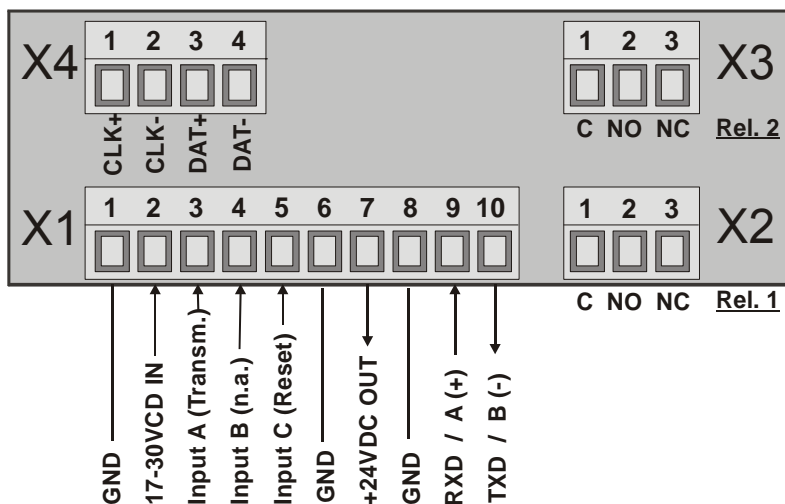 X4 1 2 3 4
CLK+ CLK- DAT+ DAT-
X3 1 2 3
C NO NC Rel. 2
X1 1 2 3 4 5 6 7 8 9 10
X2 1 2 3
C NO NC Rel. 1
GND
17-30VCD IN
Input A (Transm.)
Input B (n.a.)
Input C (Reset)
GND
+24VDC OUT
GND
RXD / A (+)
TXD / B (-)